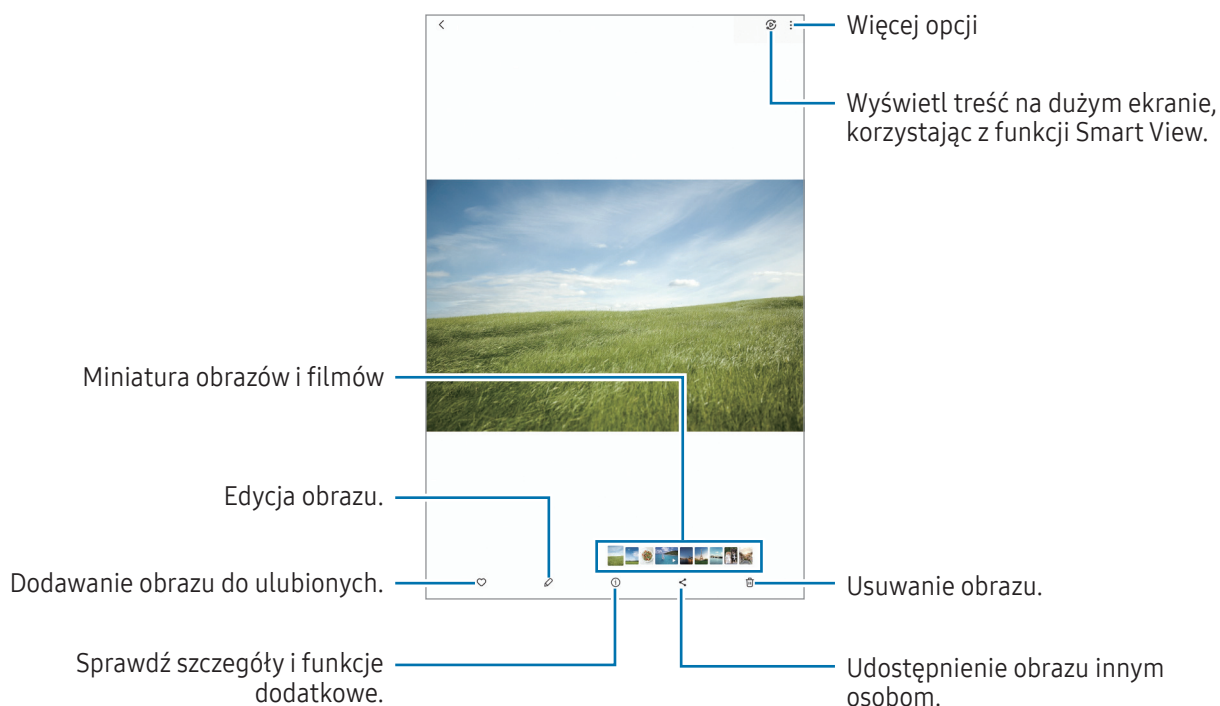 Więcej opcji
Wyświetl treść na dużym ekranie,
korzystając z funkcji Smart View.
Miniatura obrazów i filmów
Edycja obrazu.
Dodawanie obrazu do ulubionych.
Usuwanie obrazu.
Sprawdź szczegóły i funkcje
dodatkowe.
Udostępnienie obrazu innym
osobom.